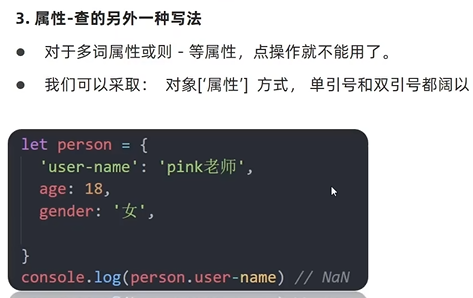 3. 属性-查的另外一种写法
● 对于多词属性或则 - 等属性，点操作就不能用了。
● 我们可以采取： 对象['属性'] 方式， 单引号和双引号都阔以
let person = {
  'user-name': 'pink老师',
  age: 18,
  gender: '女',
}
console.log(person.user-name) // NaN